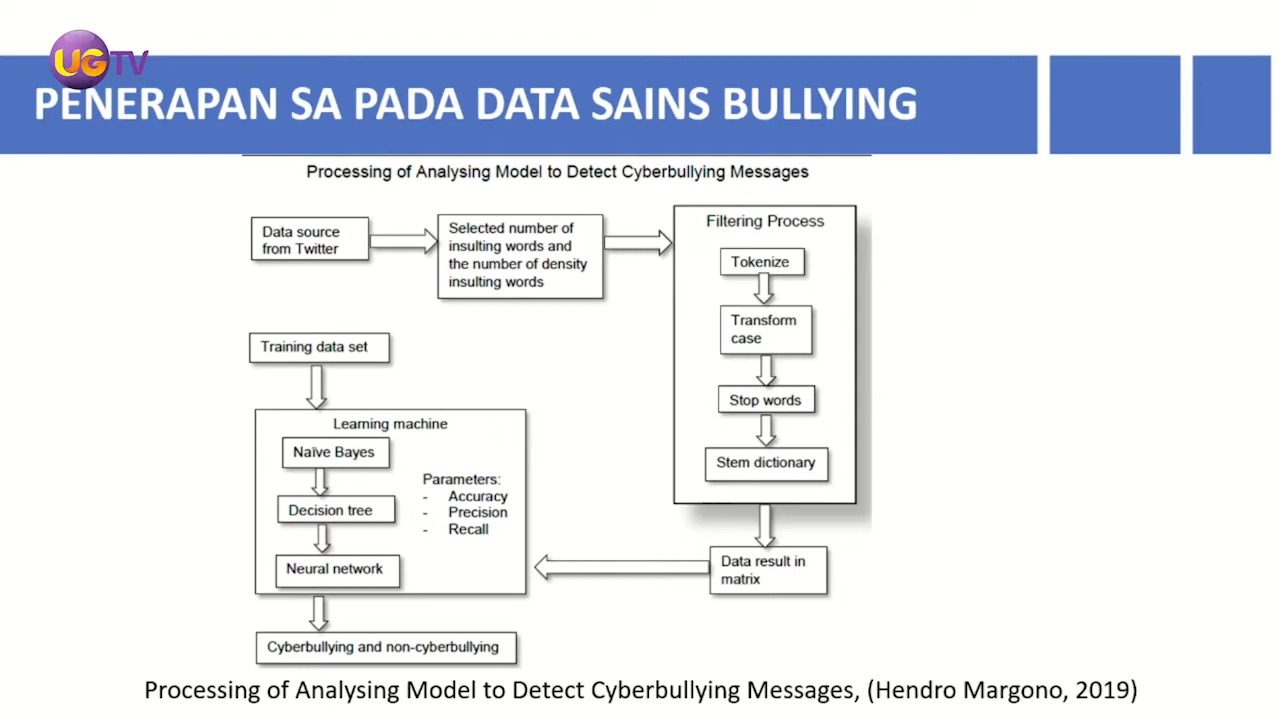 UGTV
PENERAPAN SA PADA DATA SAINS BULLYING
Processing of Analysing Model to Detect Cyberbullying Messages
Data source
from Twitter
Selected number of
insulting words and
the number of density
insulting words
Filtering Process
Tokenize
Transform
case
Stop words
Stem dictionary
Data result in
matrix
Training data set
Learning machine
Naïve Bayes
Decision tree
Neural network
Parameters:
- Accuracy
- Precision
- Recall
Cyberbullying and non-cyberbullying
Processing of Analysing Model to Detect Cyberbullying Messages, (Hendro Margono, 2019)